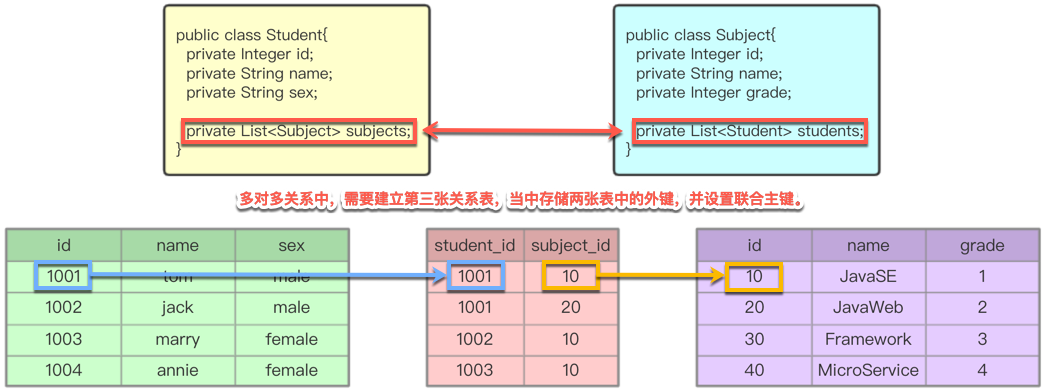 public class Student{
private Integer id;
private String name;
private String sex;
private List<Subject> subjects;
}
public class Subject{
private Integer id;
private String name;
private Integer grade;
private List<Student> students;
}
多对多关系中，需要建立第三张关系表，当中存储两张表中的外键，并设置联合主键。
id name sex
1001 tom male
1002 jack male
1003 marry female
1004 annie female
student_id subject_id
1001 10
1001 20
1002 10
1003 10
id name grade
10 JavaSE 1
20 JavaWeb 2
30 Framework 3
40 MicroService 4